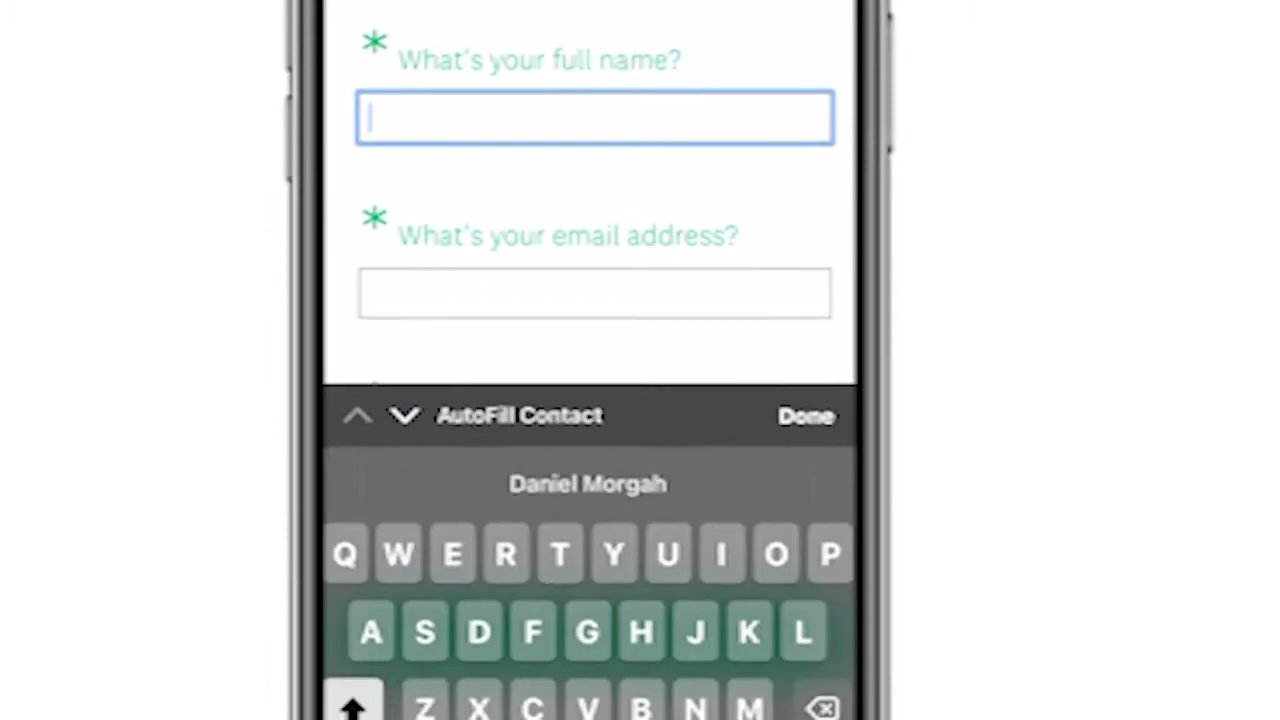 * What's your full name?
* What's your email address?
AutoFill Contact Done
Daniel Morgah
Q W E R T Y U I O P
A S D F G H J K L
Z X C V B N M